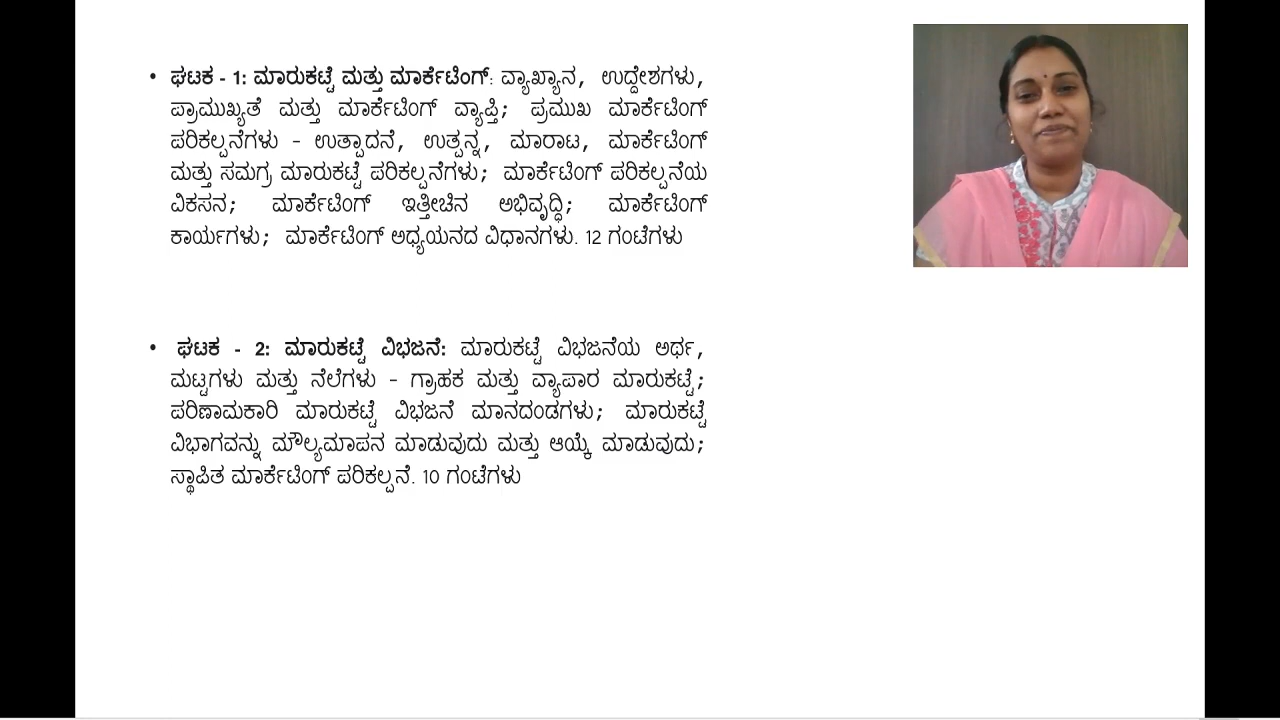 • ಘಟಕ - 1: ಮಾರುಕಟ್ಟೆ ಮತ್ತು ಮಾರ್ಕೆಟಿಂಗ್: ವ್ಯಾಖ್ಯಾನ, ಉದ್ದೇಶಗಳು,
ಪ್ರಾಮುಖ್ಯತೆ ಮತ್ತು ಮಾರ್ಕೆಟಿಂಗ್ ವ್ಯಾಪ್ತಿ; ಪ್ರಮುಖ ಮಾರ್ಕೆಟಿಂಗ್
ಪರಿಕಲ್ಪನೆಗಳು - ಉತ್ಪಾದನೆ, ಉತ್ಪನ್ನ, ಮಾರಾಟ, ಮಾರ್ಕೆಟಿಂಗ್
ಮತ್ತು ಸಮಗ್ರ ಮಾರುಕಟ್ಟೆ ಪರಿಕಲ್ಪನೆಗಳು; ಮಾರ್ಕೆಟಿಂಗ್ ಪರಿಕಲ್ಪನೆಯ
ವಿಕಸನ; ಮಾರ್ಕೆಟಿಂಗ್ ಇತ್ತೀಚಿನ ಅಭಿವೃದ್ಧಿ; ಮಾರ್ಕೆಟಿಂಗ್
ಕಾರ್ಯಗಳು; ಮಾರ್ಕೆಟಿಂಗ್ ಅಧ್ಯಯನದ ವಿಧಾನಗಳು. 12 ಗಂಟೆಗಳು
• ಘಟಕ - 2: ಮಾರುಕಟ್ಟೆ ವಿಭಜನೆ: ಮಾರುಕಟ್ಟೆ ವಿಭಜನೆಯ ಅರ್ಥ,
ಮಟ್ಟಗಳು ಮತ್ತು ನೆಲೆಗಳು - ಗ್ರಾಹಕ ಮತ್ತು ವ್ಯಾಪಾರ ಮಾರುಕಟ್ಟೆ;
ಪರಿಣಾಮಕಾರಿ ಮಾರುಕಟ್ಟೆ ವಿಭಜನೆ ಮಾನದಂಡಗಳು; ಮಾರುಕಟ್ಟೆ
ವಿಭಾಗವನ್ನು ಮೌಲ್ಯಮಾಪನ ಮಾಡುವುದು ಮತ್ತು ಆಯ್ಕೆ ಮಾಡುವುದು;
ಸ್ಥಾಪಿತ ಮಾರ್ಕೆಟಿಂಗ್ ಪರಿಕಲ್ಪನೆ. 10 ಗಂಟೆಗಳು